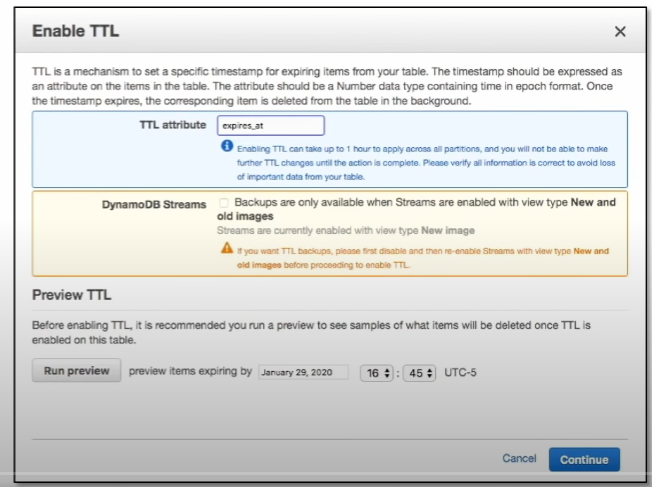 Enable TTL
TTL is a mechanism to set a specific timestamp for expiring items from your table. The timestamp should be expressed as
an attribute on the items in the table. The attribute should be a Number data type containing time in epoch format. Once
the timestamp expires, the corresponding item is deleted from the table in the background.
TTL attribute expires_at
Enabling TTL can take up to 1 hour to apply across all partitions, and you will not be able to make
further TTL changes until the action is complete. Please verify all information is correct to avoid loss
of important data from your table.
DynamoDB Streams Backups are only available when Streams are enabled with view type New and
old images
Streams are currently enabled with view type New image
If you want TTL backups, please first disable and then re-enable Streams with view type New and
old images before proceeding to enable TTL.
Preview TTL
Before enabling TTL, it is recommended you run a preview to see samples of what items will be deleted once TTL is
enabled on this table.
Run preview preview items expiring by January 29, 2020 16 : 45 UTC-5
Cancel Continue